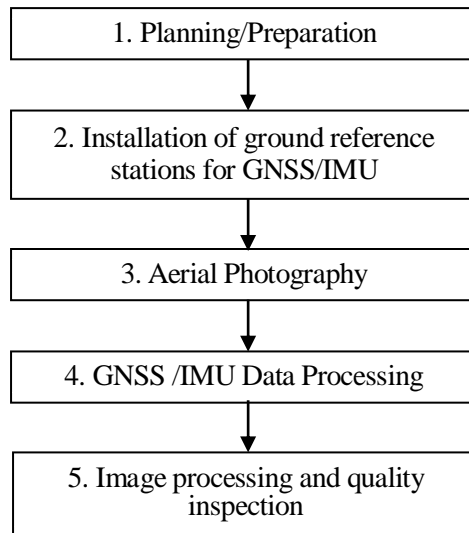 1. Planning/Preparation
2. Installation of ground reference
stations for GNSS/IMU
3. Aerial Photography
4. GNSS /IMU Data Processing
5. Image processing and quality
inspection